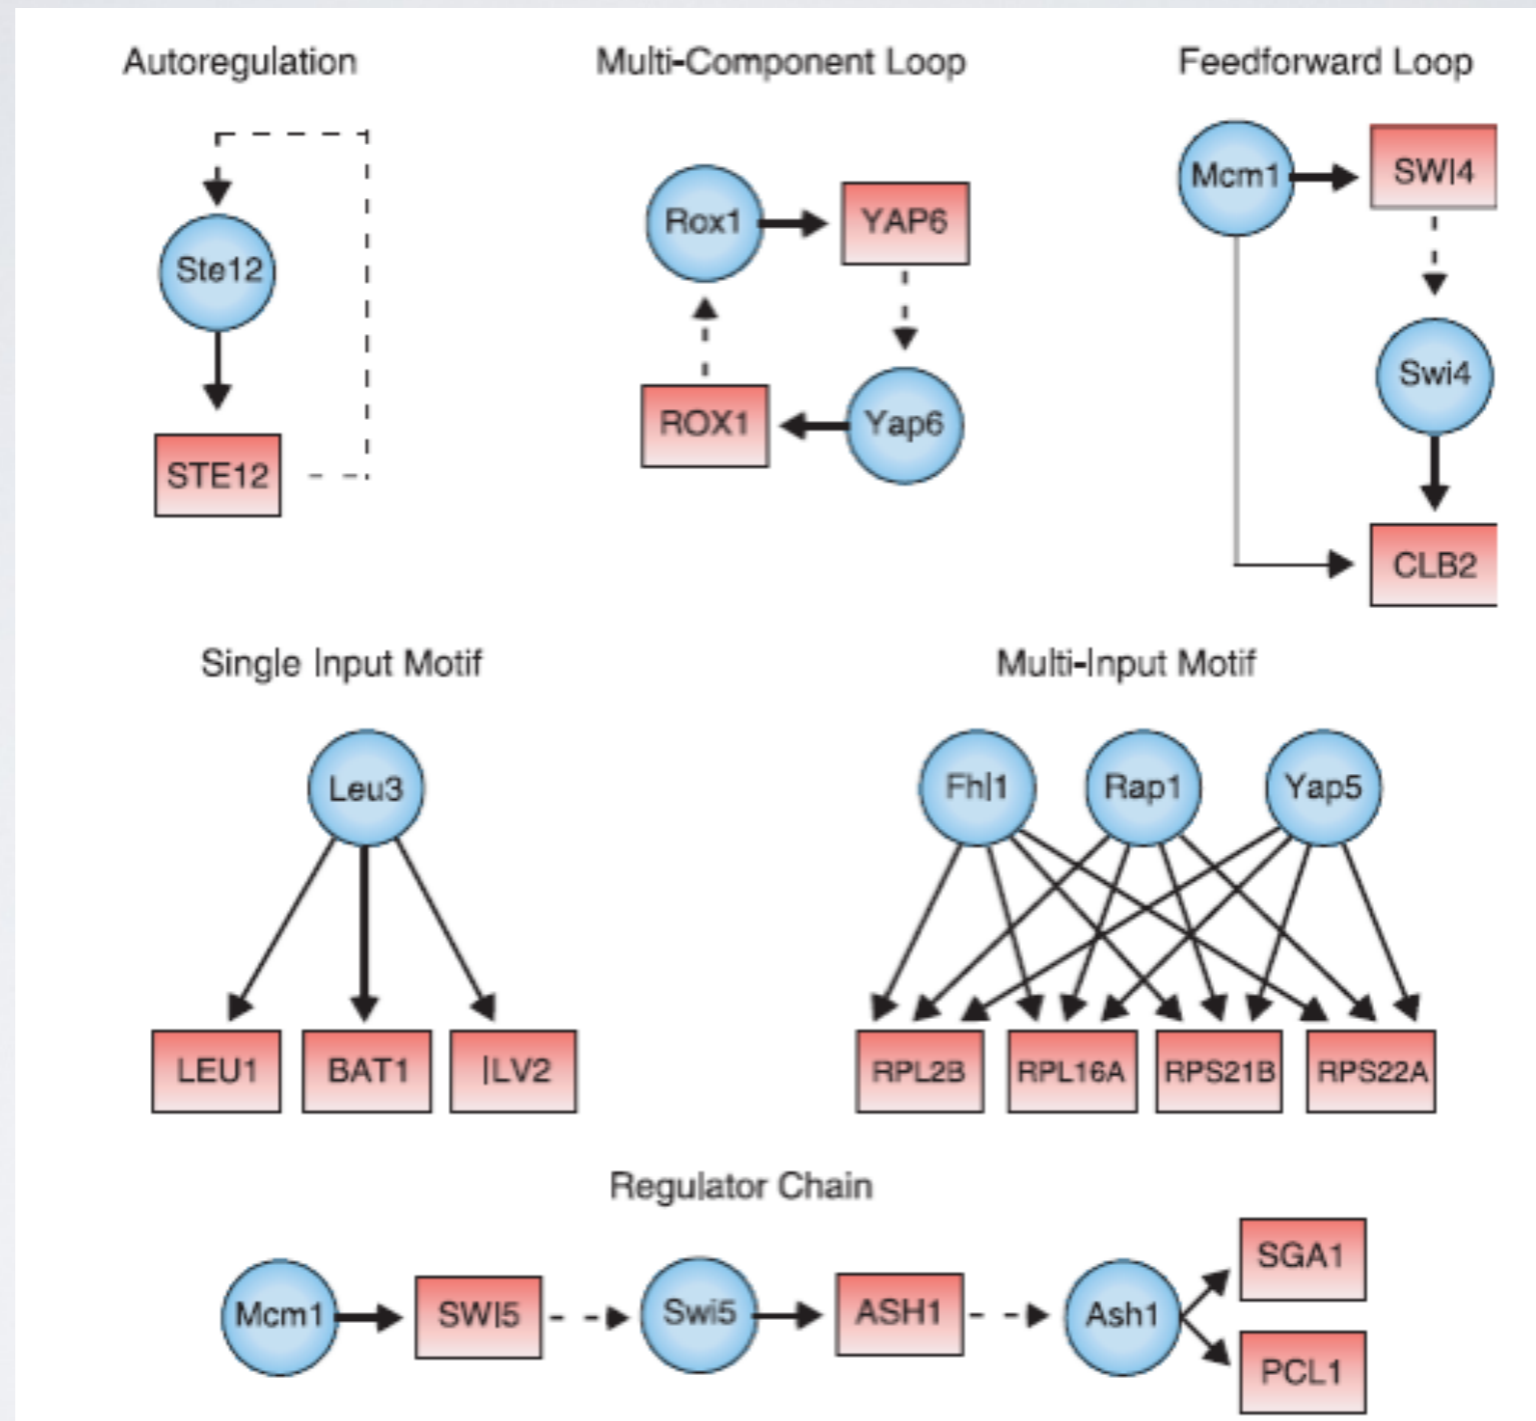 Autoregulation
Multi-Component Loop
Feedforward Loop
Ste12
STE12
Rox1
YAP6
ROX1
Yap6
Mcm1
SWI4
Swi4
CLB2
Single Input Motif
Multi-Input Motif
Leu3
LEU1
BAT1
ILV2
Fhl1
Rap1
Yap5
RPL2B
RPL16A
RPS21B
RPS22A
Regulator Chain
Mcm1
SWI5
Swi5
ASH1
Ash1
SGA1
PCL1